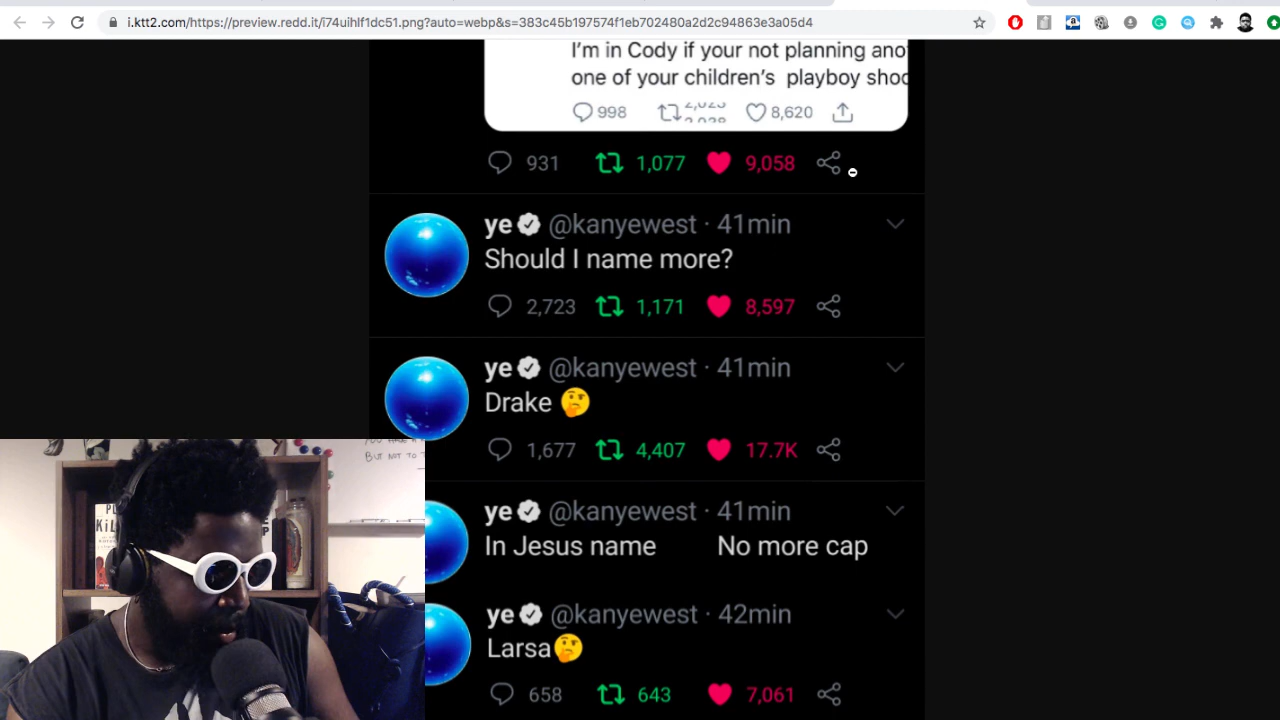 i.ktt2.com/https://preview.redd.it/i74uihlf1dc51.png?auto=webp&s=383c45b197574f1eb702480a2d2c94863e3a05d4
I'm in Cody if your not planning ano
one of your children's playboy shoo
998 8,620
931 1,077 9,058
ye @kanyewest · 41min
Should I name more?
2,723 1,171 8,597
ye @kanyewest · 41min
Drake 🤔
1,677 4,407 17.7K
ye @kanyewest · 41min
In Jesus name No more cap
ye @kanyewest · 42min
Larsa🤔
658 643 7,061
BUT NOT TO